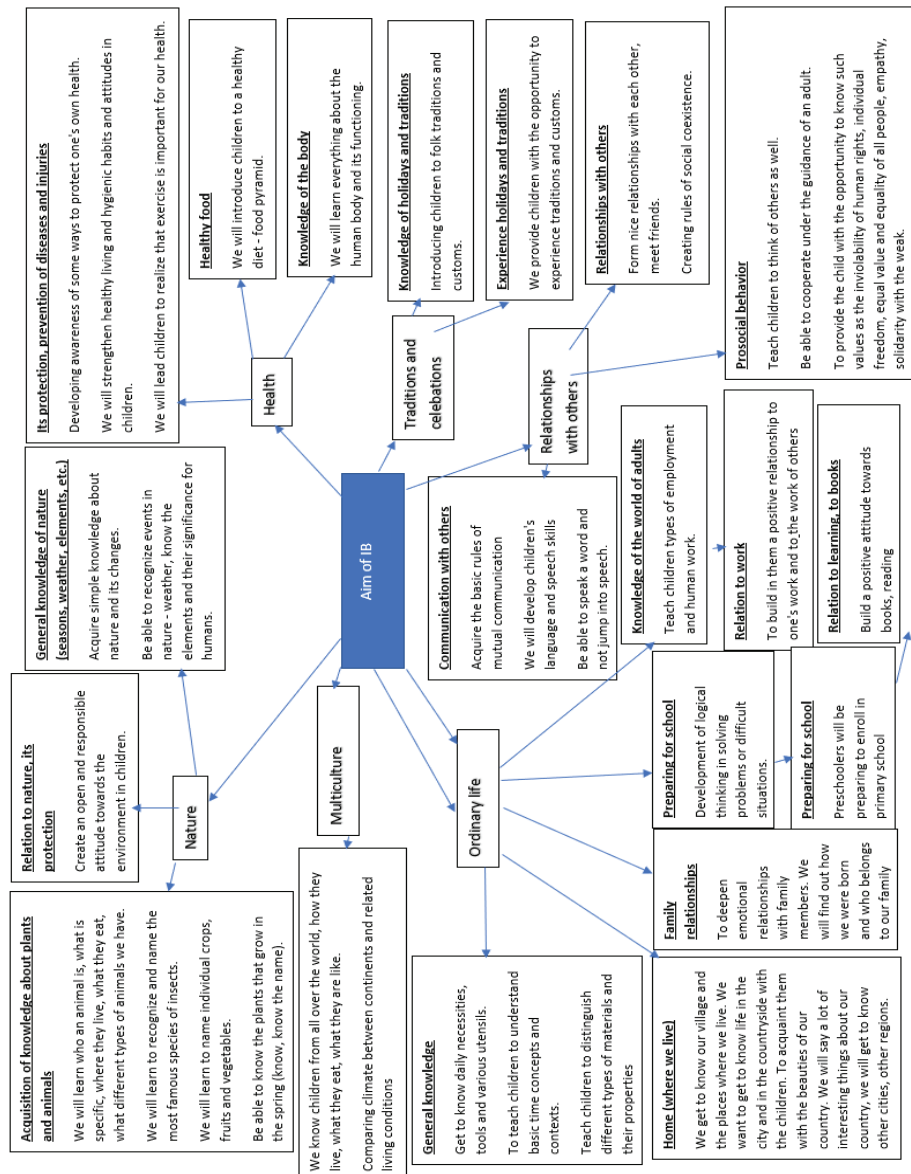 Acquisition of knowledge about plants
and animals
We will learn who an animal is, what is
specific, where they live, what they eat,
what different types of animals we have.
We will learn to recognize and name the
most famous species of insects.
We will learn to name individual crops,
fruits and vegetables.
Be able to know the plants that grow in
the spring (know, know the name).
Relation to nature, its
protection
Create an open and responsible
attitude towards the
environment in children.
General knowledge of nature
(seasons, weather, elements, etc.)
Acquire simple knowledge about
nature and its changes.
Be able to recognize events in
nature - weather, know the
elements and their significance for
humans.
Its protection, prevention of diseases and injuries
Developing awareness of some ways to protect one's own health.
We will strengthen healthy living and hygienic habits and attitudes in
children.
We will lead children to realize that exercise is important for our health.
Nature
Health
Healthy food
We will introduce children to a healthy
diet - food pyramid.
Knowledge of the body
We will learn everything about the
human body and its functioning.
We know children from all over the world, how they
live, what they eat, what they are like.
Comparing climate between continents and related
living conditions
Multiculture
Aim of IB
Traditions and
celebations
Knowledge of holidays and traditions
Introducing children to folk traditions and
customs.
Experience holidays and traditions
We provide children with the opportunity to
experience traditions and customs.
General knowledge
Get to know daily necessities,
tools and various utensils.
To teach children to understand
basic time concepts and
contexts.
Teach children to distinguish
different types of materials and
their properties
Ordinary life
Communication with others
Acquire the basic rules of
mutual communication
We will develop children's
language and speech skills
Be able to speak a word and
not jump into speech.
Relationships
with others
Relationships with others
Form nice relationships with each other,
meet friends.
Creating rules of social coexistence.
Home (where we live)
We get to know our village and
the places where we live. We
want to get to know life in the
city and in the countryside with
the children. To acquaint them
with the beauties of our
country. We will say a lot of
interesting things about our
country, we will get to know
other cities, other regions.
Family
relationships
To deepen
emotional
relationships
with family
members. We
will find out how
we were born
and who belongs
to our family
Preparing for school
Development of logical
thinking in solving
problems or difficult
situations.
Preparing for school
Preschoolers will be
preparing to enroll in
primary school
Knowledge of the world of adults
Teach children types of employment
and human work.
Relation to work
To build in them a positive relationship to
one's work and to the work of others
Relation to learning, to books
Build a positive attitude towards
books, reading
Prosocial behavior
Teach children to think of others as well.
Be able to cooperate under the guidance of an adult.
To provide the child with the opportunity to know such
values as the inviolability of human rights, individual
freedom, equal value and equality of all people, empathy,
solidarity with the weak.